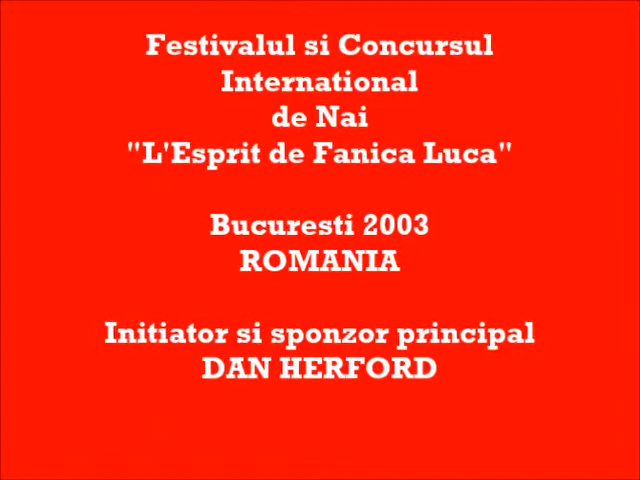 Festivalul si Concursul
International
de Nai
"L'Esprit de Fanica Luca"
Bucuresti 2003
ROMANIA
Initiator si sponzor principal
DAN HERFORD